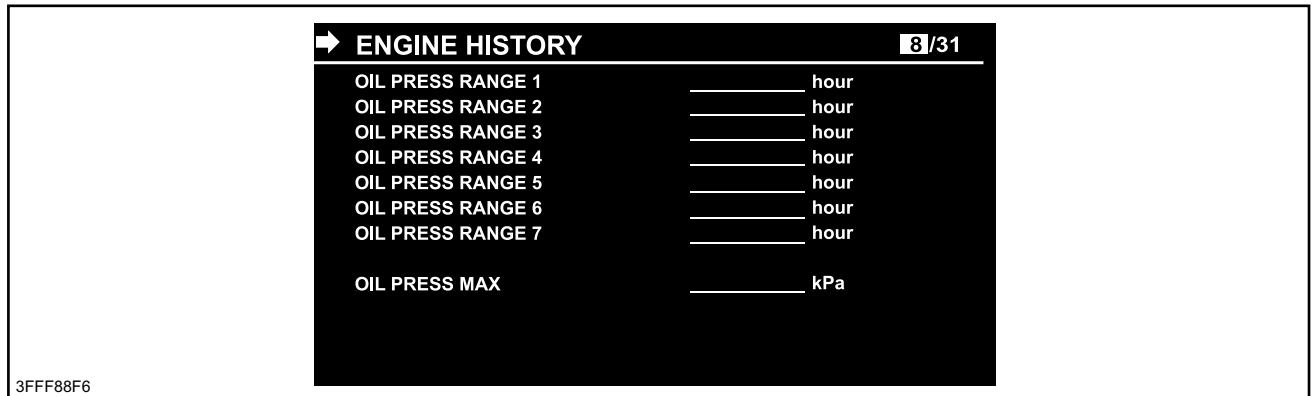 ENGINE HISTORY 8/31
OIL PRESS RANGE 1 hour
OIL PRESS RANGE 2 hour
OIL PRESS RANGE 3 hour
OIL PRESS RANGE 4 hour
OIL PRESS RANGE 5 hour
OIL PRESS RANGE 6 hour
OIL PRESS RANGE 7 hour
OIL PRESS MAX kPa
3FFF88F6